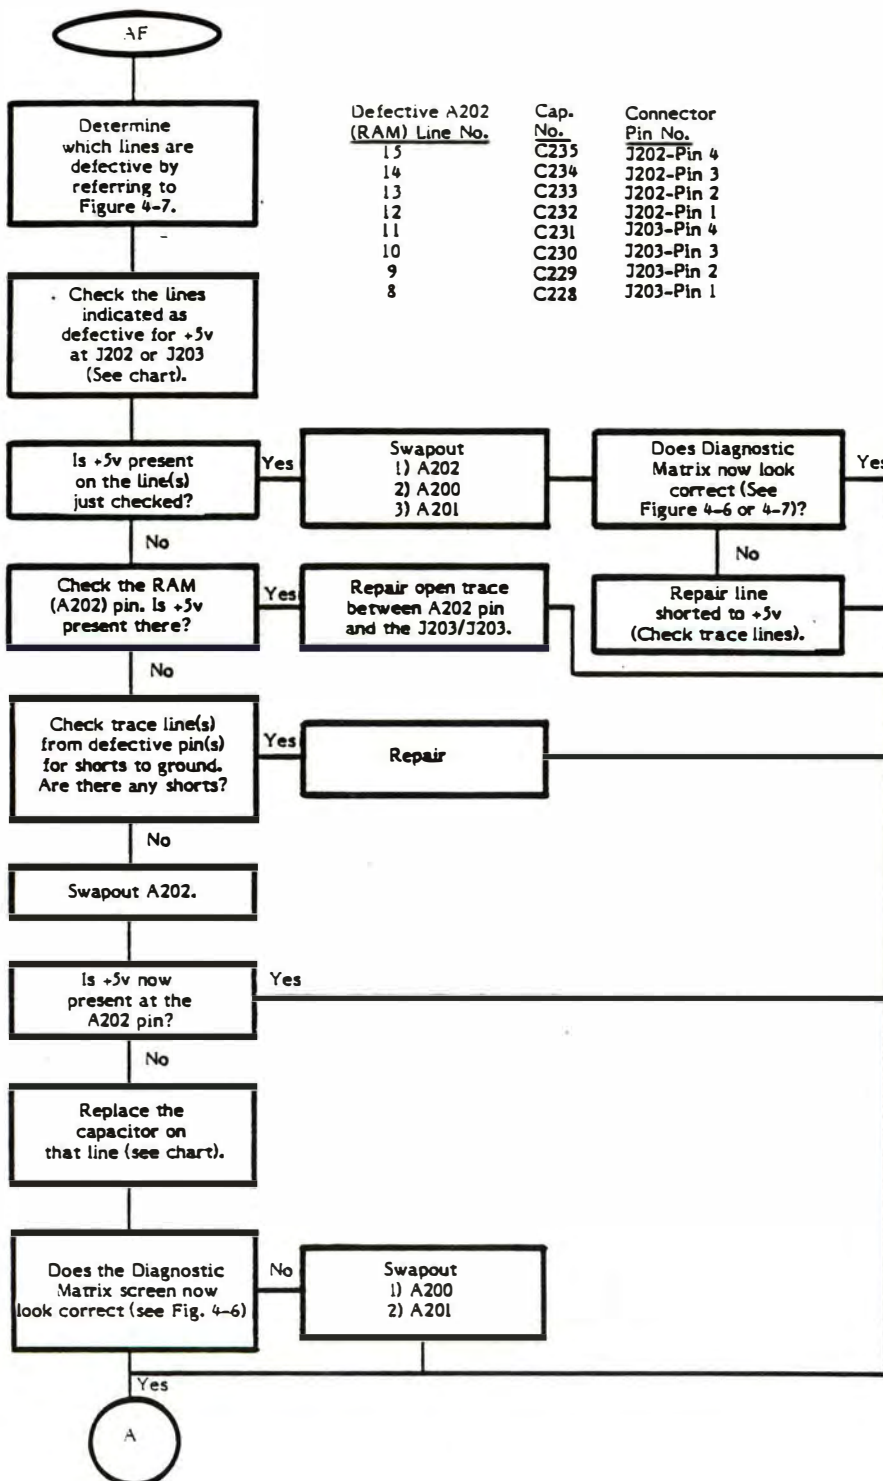 AF
Determine
which lines are
defective by
referring to
Figure 4-7.
Defective A202 Cap. Connector
(RAM) Line No. No. Pin No.
15 C235 J202-Pin 4
14 C234 J202-Pin 3
13 C233 J202-Pin 2
12 C232 J202-Pin 1
11 C231 J203-Pin 4
10 C230 J203-Pin 3
9 C229 J203-Pin 2
8 C228 J203-Pin 1
Check the lines
indicated as
defective for +5v
at J202 or J203
(See chart).
Is +5v present
on the line(s)
just checked?
Yes
Swapout
1) A202
2) A200
3) A201
Does Diagnostic
Matrix now look
correct (See
Figure 4-6 or 4-7)?
Yes
No
No
Check the RAM
(A202) pin. Is +5v
present there?
Yes
Repair open trace
between A202 pin
and the J203/J203.
Repair line
shorted to +5v
(Check trace lines).
No
Check trace line(s)
from defective pin(s)
for shorts to ground.
Are there any shorts?
Yes
Repair
No
Swapout A202.
Is +5v now
present at the
A202 pin?
Yes
No
Replace the
capacitor on
that line (see chart).
Does the Diagnostic
Matrix screen now
look correct (see Fig. 4-6)
No
Swapout
1) A200
2) A201
Yes
A